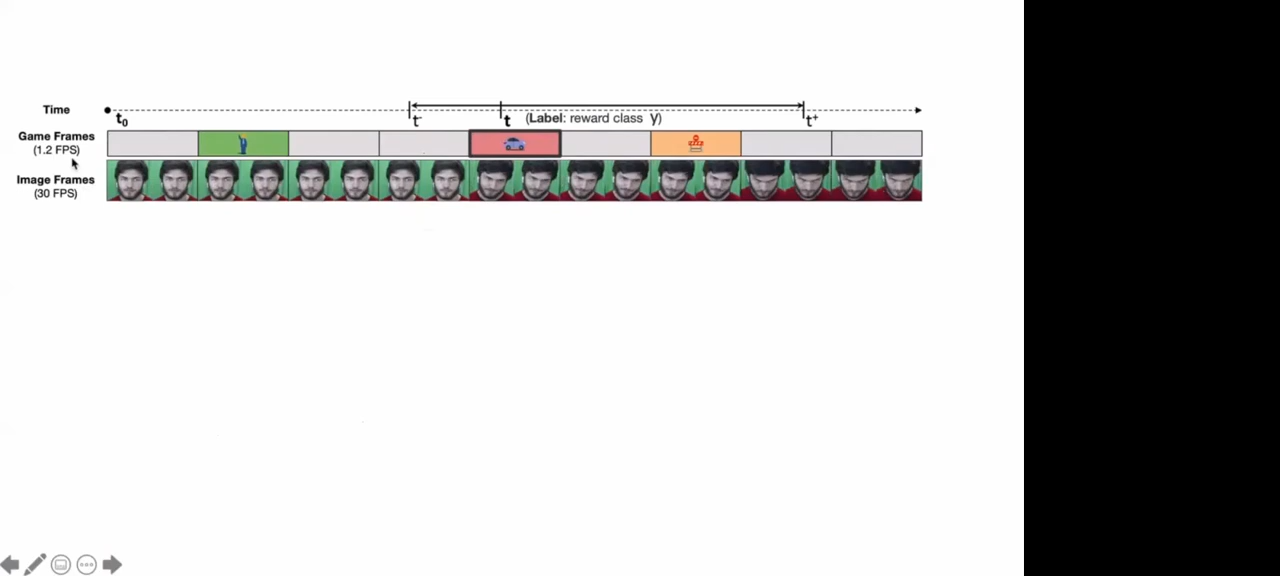 Time
t₀ t⁻ t (Label: reward class y) t⁺
Game Frames
(1.2 FPS)
Image Frames
(30 FPS)